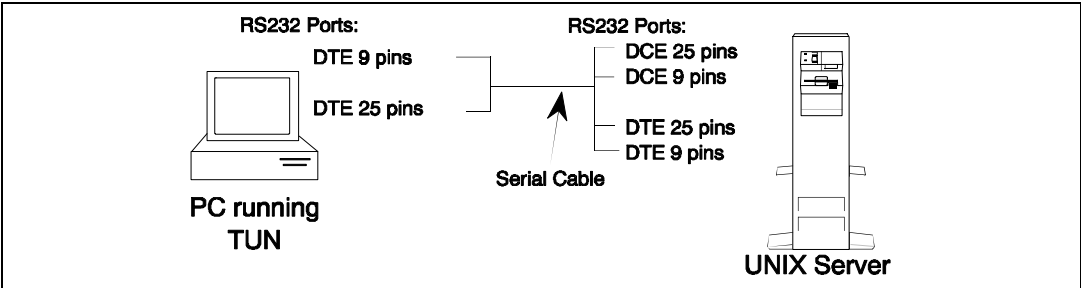 RS232 Ports:
DTE 9 pins
DTE 25 pins
RS232 Ports:
DCE 25 pins
DCE 9 pins
DTE 25 pins
DTE 9 pins
Serial Cable
PC running
TUN
UNIX Server